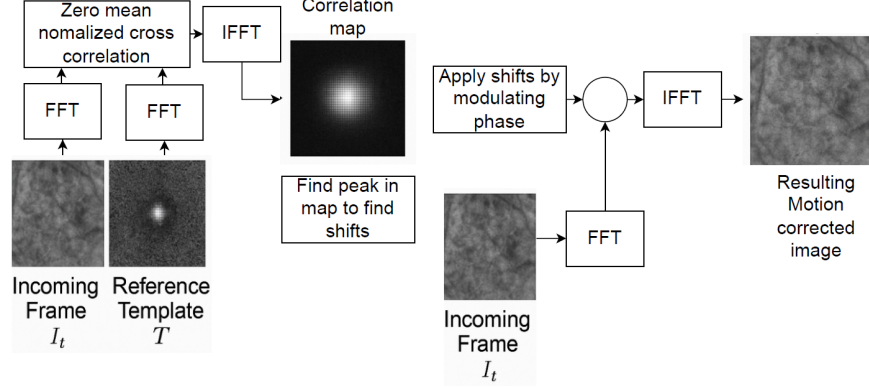 Zero mean
nomalized cross
correlation
IFFT
FFT
FFT
Incoming
Frame
I_t
Reference
Template
T
Correlation
map
Find peak in
map to find
shifts
Apply shifts by
modulating
phase
IFFT
FFT
Incoming
Frame
I_t
Resulting
Motion
corrected
image